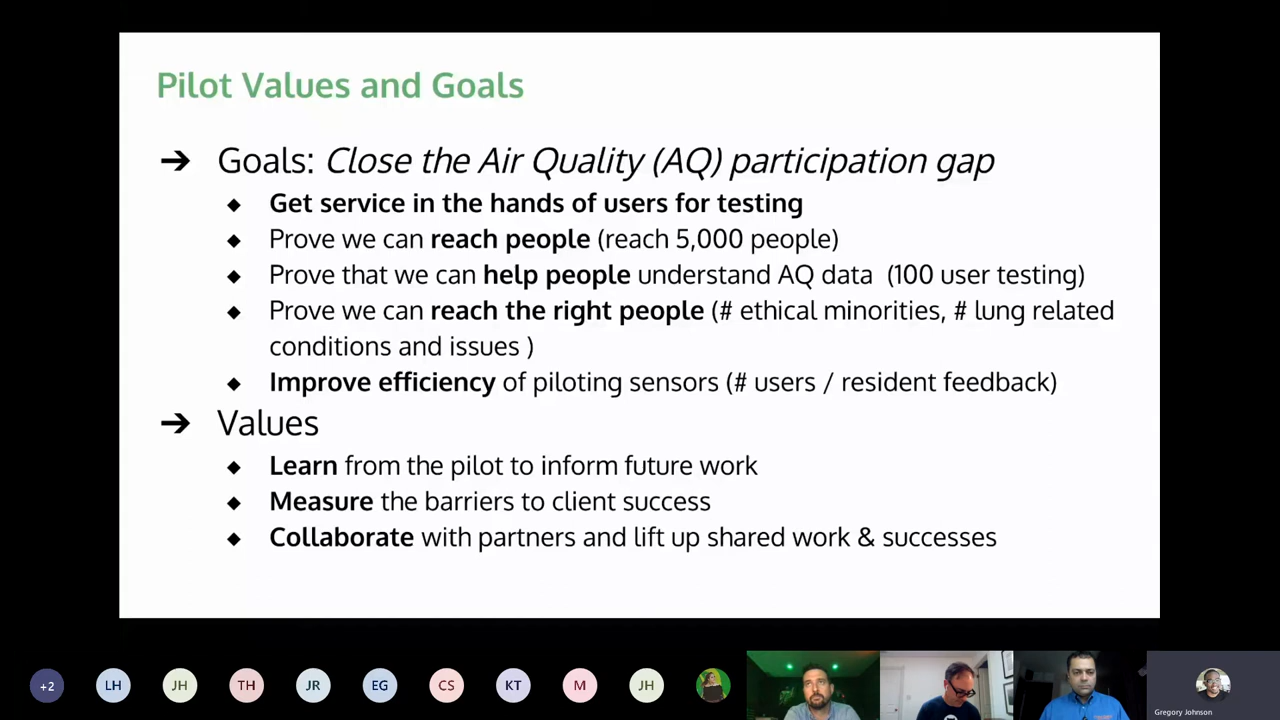 Pilot Values and Goals
➔ Goals: Close the Air Quality (AQ) participation gap
◆ Get service in the hands of users for testing
◆ Prove we can reach people (reach 5,000 people)
◆ Prove that we can help people understand AQ data (100 user testing)
◆ Prove we can reach the right people (# ethical minorities, # lung related
conditions and issues )
◆ Improve efficiency of piloting sensors (# users / resident feedback)
➔ Values
◆ Learn from the pilot to inform future work
◆ Measure the barriers to client success
◆ Collaborate with partners and lift up shared work & successes
+2 LH JH TH JR EG CS KT M JH
Gregory Johnson